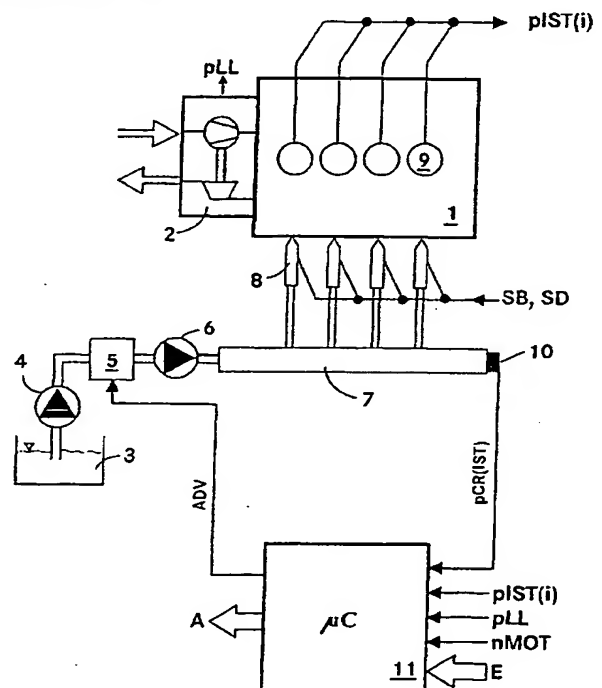 pIST(i)
pLL
9
1
2
8
SB, SD
6
10
4
5
7
3
ADV
pCR(IST)
pIST(i)
A
μC
pLL
nMOT
11
E